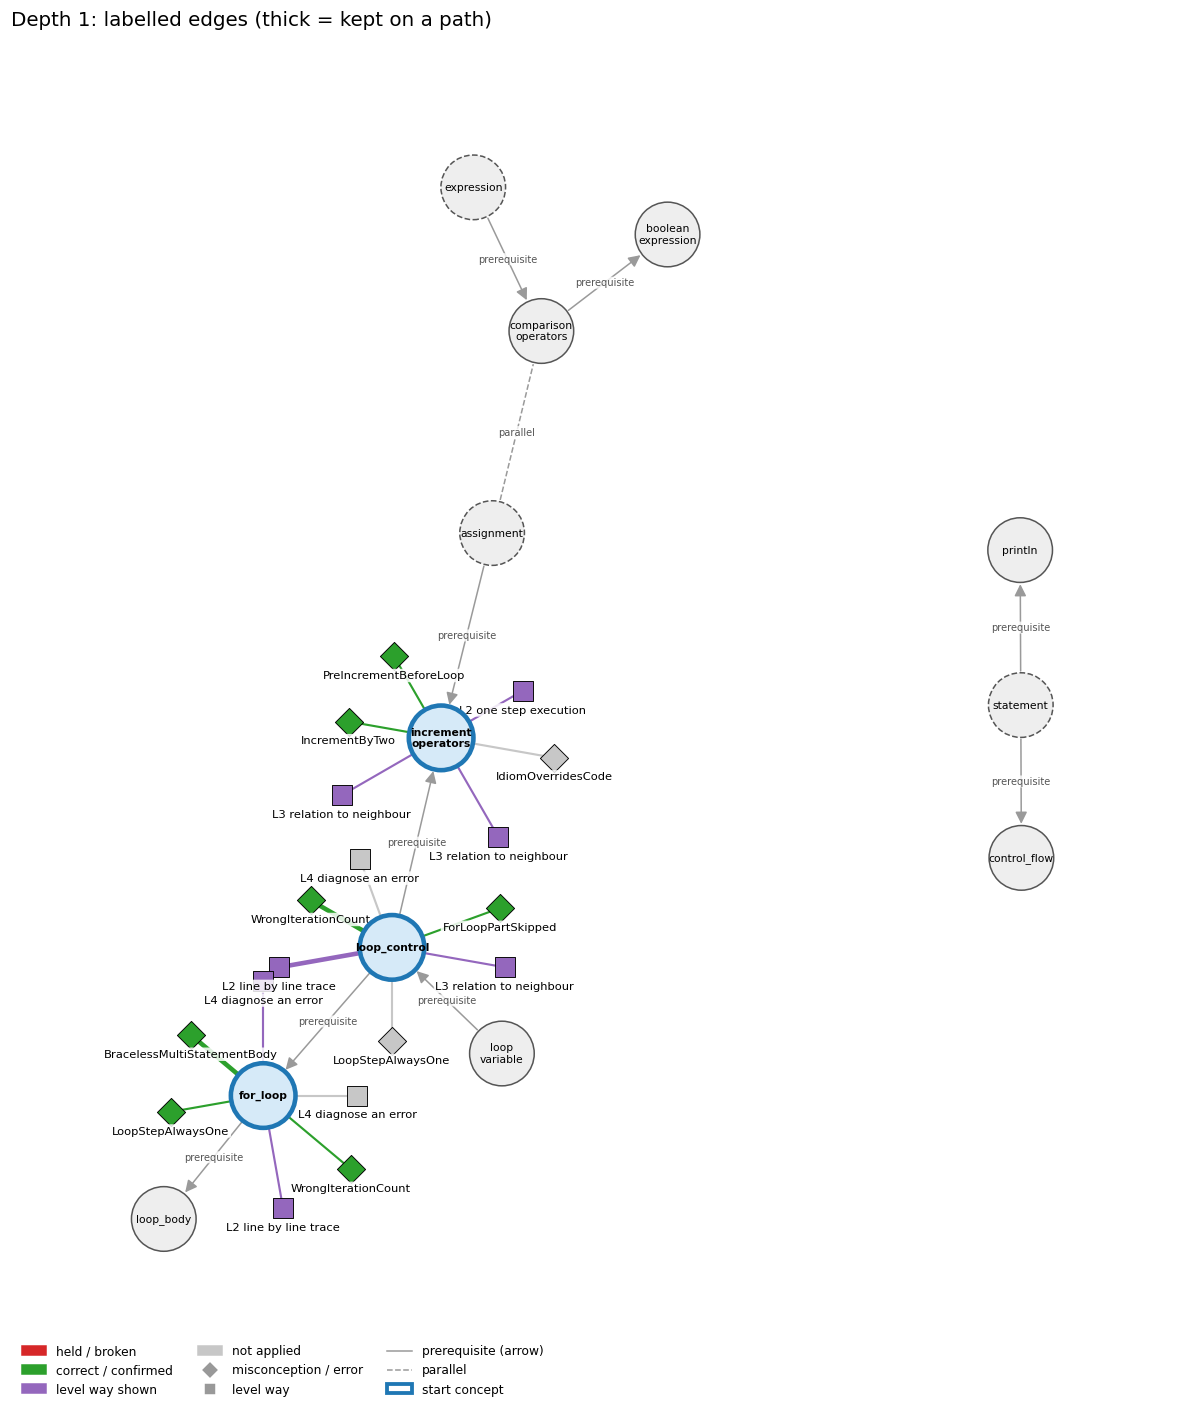 Depth 1: labelled edges (thick = kept on a path)
expression
boolean
expression
prerequisite
prerequisite
comparison
operators
parallel
assignment
println
prerequisite
prerequisite
PreIncrementBeforeLoop
statement
L2 one step execution
increment
operators
IncrementByTwo
IdiomOverridesCode
prerequisite
L3 relation to neighbour
prerequisite
L3 relation to neighbour
control_flow
L4 diagnose an error
WrongIterationCount
ForLoopPartSkipped
loop_control
L2 line by line trace
L3 relation to neighbour
L4 diagnose an error
prerequisite
prerequisite
BracelessMultiStatementBody
LoopStepAlwaysOne
loop
variable
for_loop
L4 diagnose an error
LoopStepAlwaysOne
prerequisite
WrongIterationCount
loop_body
L2 line by line trace
held / broken
correct / confirmed
level way shown
not applied
misconception / error
level way
prerequisite (arrow)
parallel
start concept